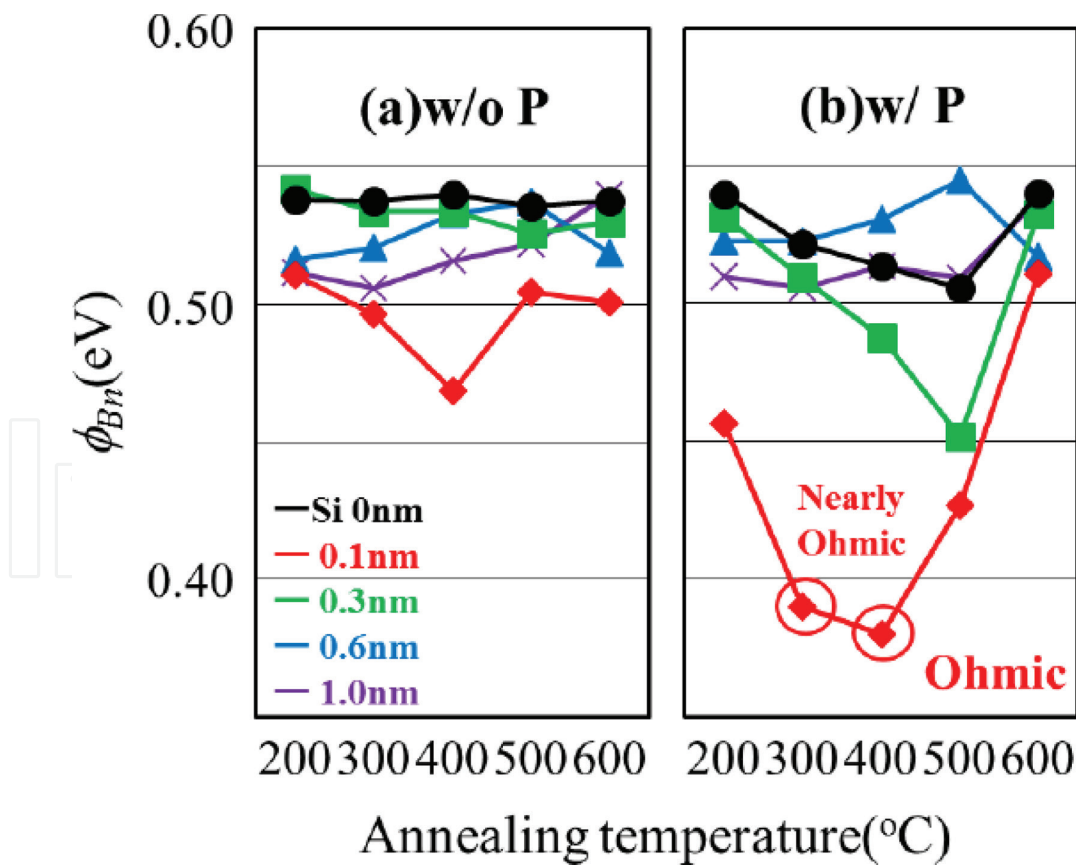 0.60
0.50
0.40
ϕBn(eV)
(a)w/o P
Si 0nm
0.1nm
0.3nm
0.6nm
1.0nm
200 300 400 500 600
(b)w/ P
Nearly
Ohmic
Ohmic
200 300 400 500 600
Annealing temperature(°C)